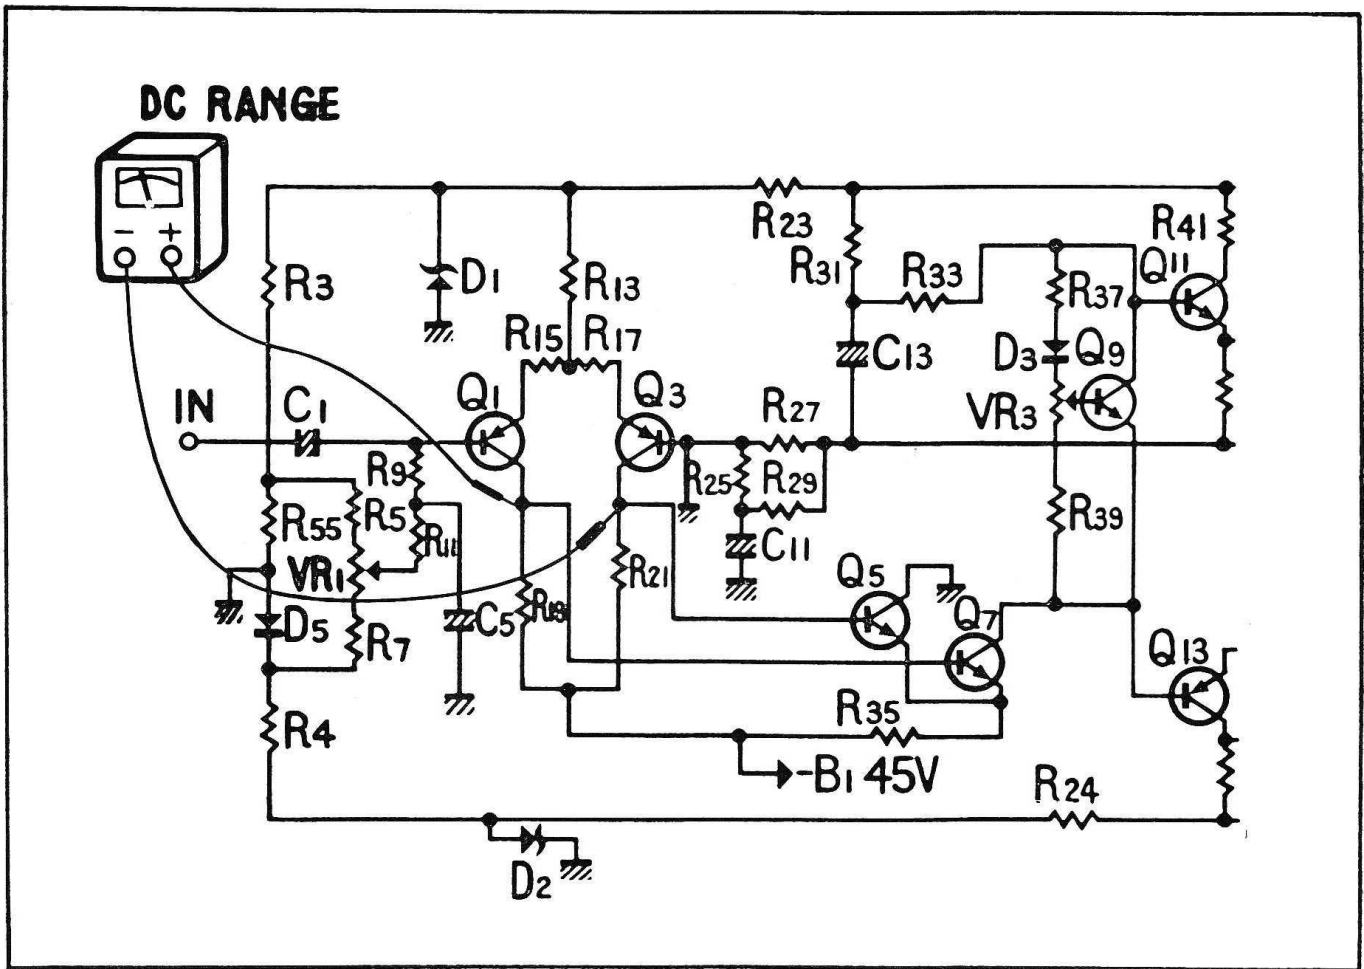 DC RANGE
- +
R3
D1
R13
R23
R31
R33
R37
Q11
R41
R15 R17
C13
D3 Q9
VR3
IN
C1
Q1
Q3
R27
R9
R25
R29
R39
R55
R5
R11
C11
VR1
R21
Q5
D5
R7
C5
R19
Q7
Q13
R4
R35
-B1 45V
R24
D2